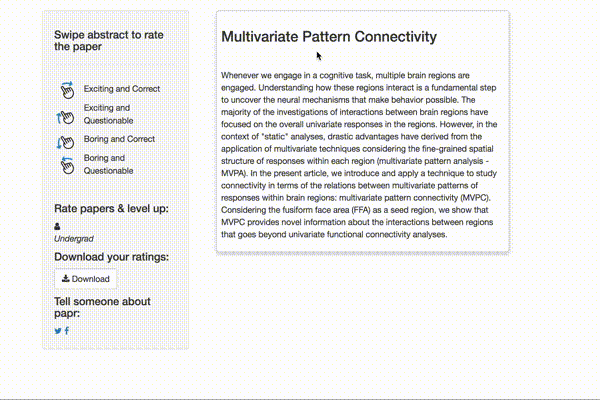 Swipe abstract to rate
the paper
Exciting and Correct
Exciting and
Questionable
Boring and Correct
Boring and
Questionable
Rate papers & level up:
Undergrad
Download your ratings:
Download
Tell someone about
papr:
Multivariate Pattern Connectivity
Whenever we engage in a cognitive task, multiple brain regions are
engaged. Understanding how these regions interact is a fundamental step
to uncover the neural mechanisms that make behavior possible. The
majority of the investigations of interactions between brain regions have
focused on the overall univariate responses in the regions. However, in the
context of "static" analyses, drastic advantages have derived from the
application of multivariate techniques considering the fine-grained spatial
structure of responses within each region (multivariate pattern analysis -
MVPA). In the present article, we introduce and apply a technique to study
connectivity in terms of the relations between multivariate patterns of
responses within brain regions: multivariate pattern connectivity (MVPC).
Considering the fusiform face area (FFA) as a seed region, we show that
MVPC provides novel information about the interactions between regions
that goes beyond univariate functional connectivity analyses.